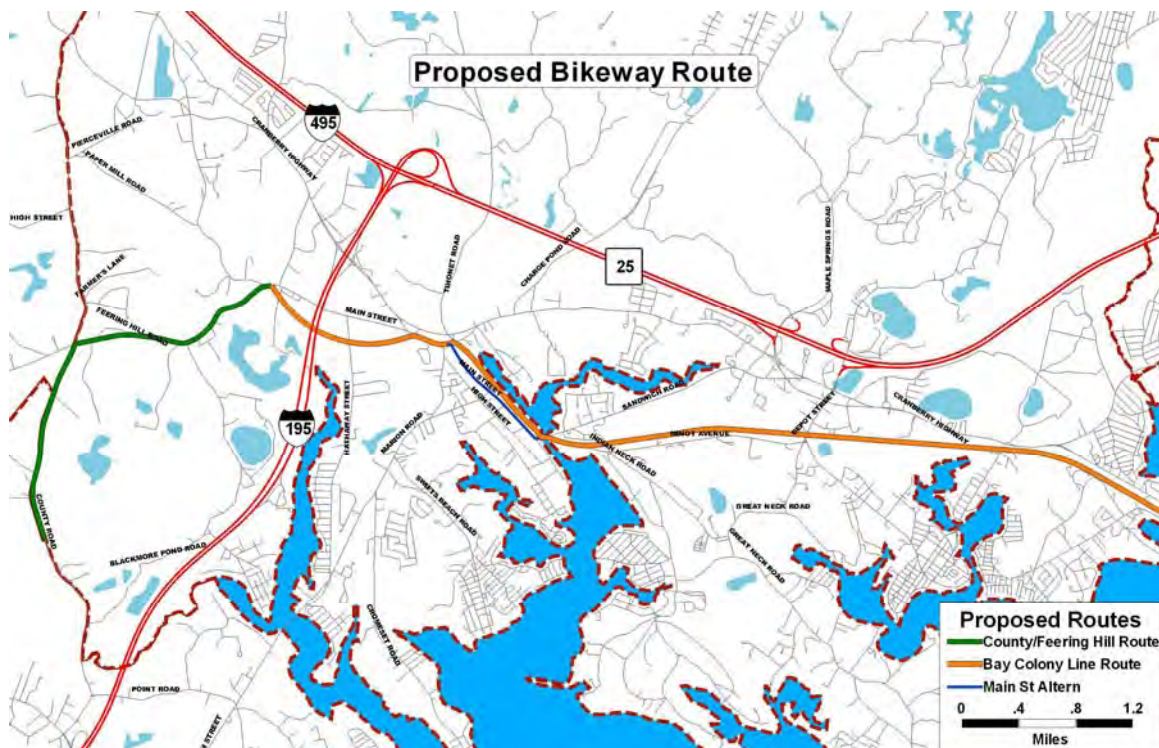 Proposed Bikeway Route
495
PIERCEVILLE ROAD
CRANBERRY HIGHWAY
PAPER MILL ROAD
HIGH STREET
TIHONET ROAD
CHARGE POND ROAD
MAPLE SPRINGS ROAD
25
FARMER'S LANE
FEERING HILL ROAD
MAIN STREET
MAIN STREET
HIGH STREET
SANDWICH ROAD
DEPOT STREET
CRANBERRY HIGHWAY
195
HATHAWAY STREET
MARION ROAD
INDIAN NECK ROAD
MINOT AVENUE
SWIFTS BEACH ROAD
GREAT NECK ROAD
GREAT NECK ROAD
COUNTY ROAD
BLACKMORE POND ROAD
CROMESET ROAD
POINT ROAD
STREET
Proposed Routes
County/Feering Hill Route
Bay Colony Line Route
Main St Altern
0 .4 .8 1.2
Miles